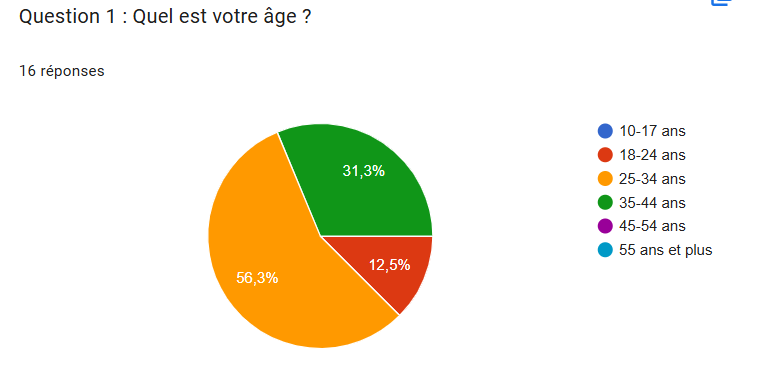 Question 1 : Quel est votre âge ?
16 réponses
31,3%
12,5%
56,3%
10-17 ans
18-24 ans
25-34 ans
35-44 ans
45-54 ans
55 ans et plus